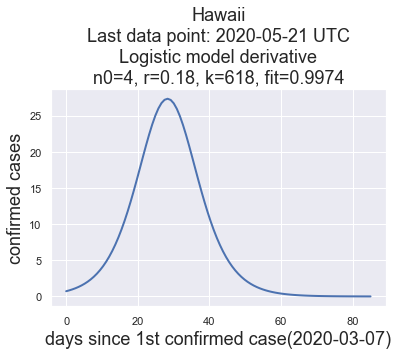 Hawaii
Last data point: 2020-05-21 UTC
Logistic model derivative
n0=4, r=0.18, k=618, fit=0.9974
confirmed cases
25
20
15
10
5
0
0 20 40 60 80
days since 1st confirmed case(2020-03-07)